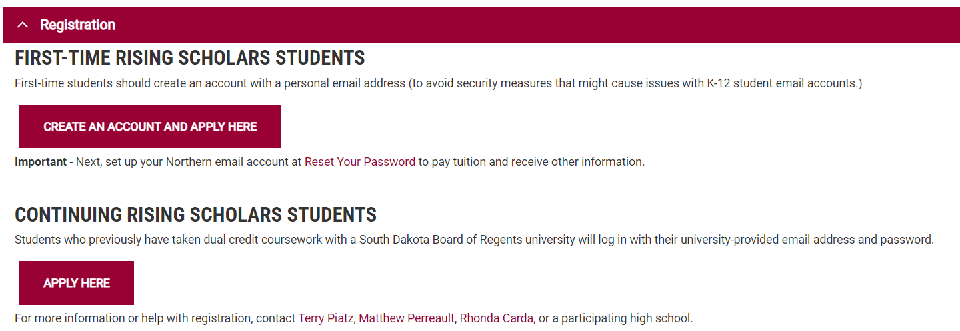 Registration
FIRST-TIME RISING SCHOLARS STUDENTS
First-time students should create an account with a personal email address (to avoid security measures that might cause issues with K-12 student email accounts.)
CREATE AN ACCOUNT AND APPLY HERE
Important - Next, set up your Northern email account at Reset Your Password to pay tuition and receive other information.
CONTINUING RISING SCHOLARS STUDENTS
Students who previously have taken dual credit coursework with a South Dakota Board of Regents university will log in with their university-provided email address and password.
APPLY HERE
For more information or help with registration, contact Terry Piatz, Matthew Perreault, Rhonda Carda, or a participating high school.